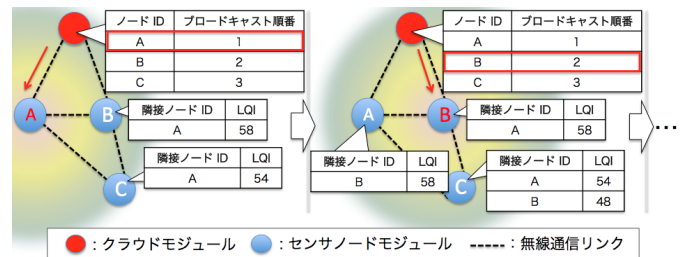 ノード ID ブロードキャスト順番
A 1
B 2
C 3
A
B
隣接ノード ID LQI
A 58
C
隣接ノード ID LQI
A 54
ノード ID ブロードキャスト順番
A 1
B 2
C 3
A
B
隣接ノード ID LQI
A 58
隣接ノード ID LQI
B 58
C
隣接ノード ID LQI
A 54
B 48
…
：クラウドモジュール ：センサノードモジュール ：無線通信リンク